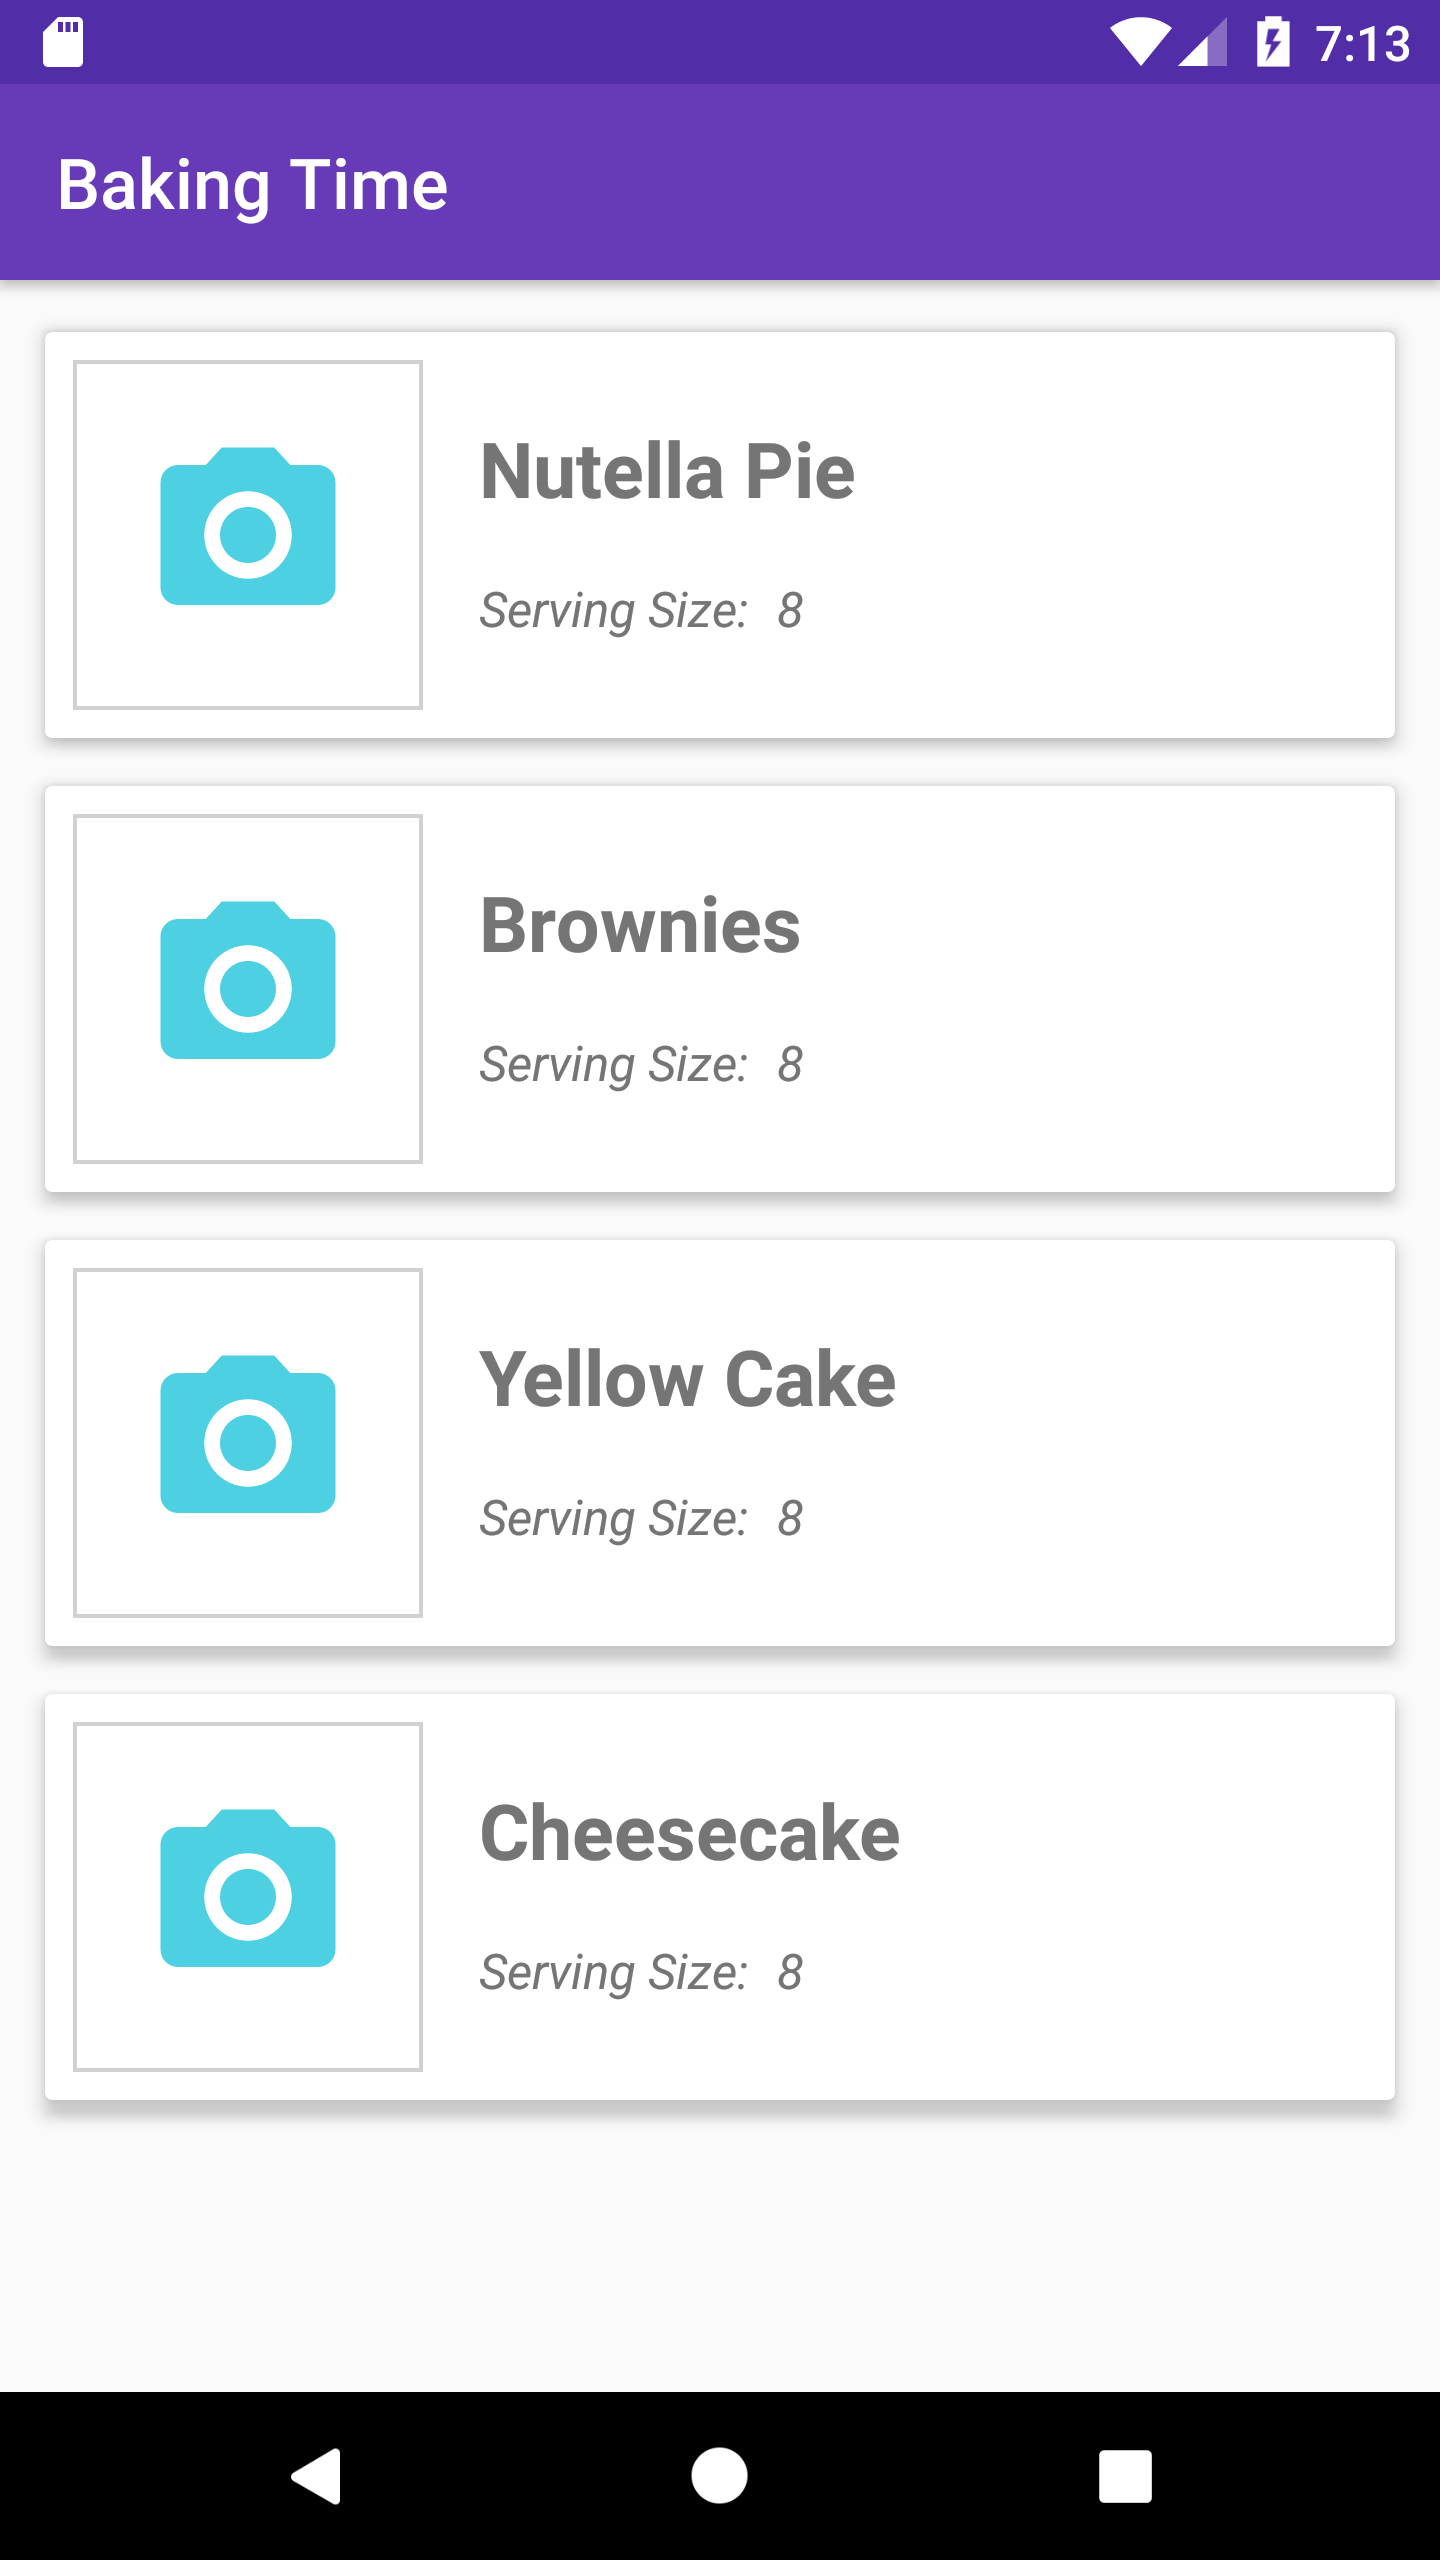 7:13
Baking Time
Nutella Pie
Serving Size: 8
Brownies
Serving Size: 8
Yellow Cake
Serving Size: 8
Cheesecake
Serving Size: 8